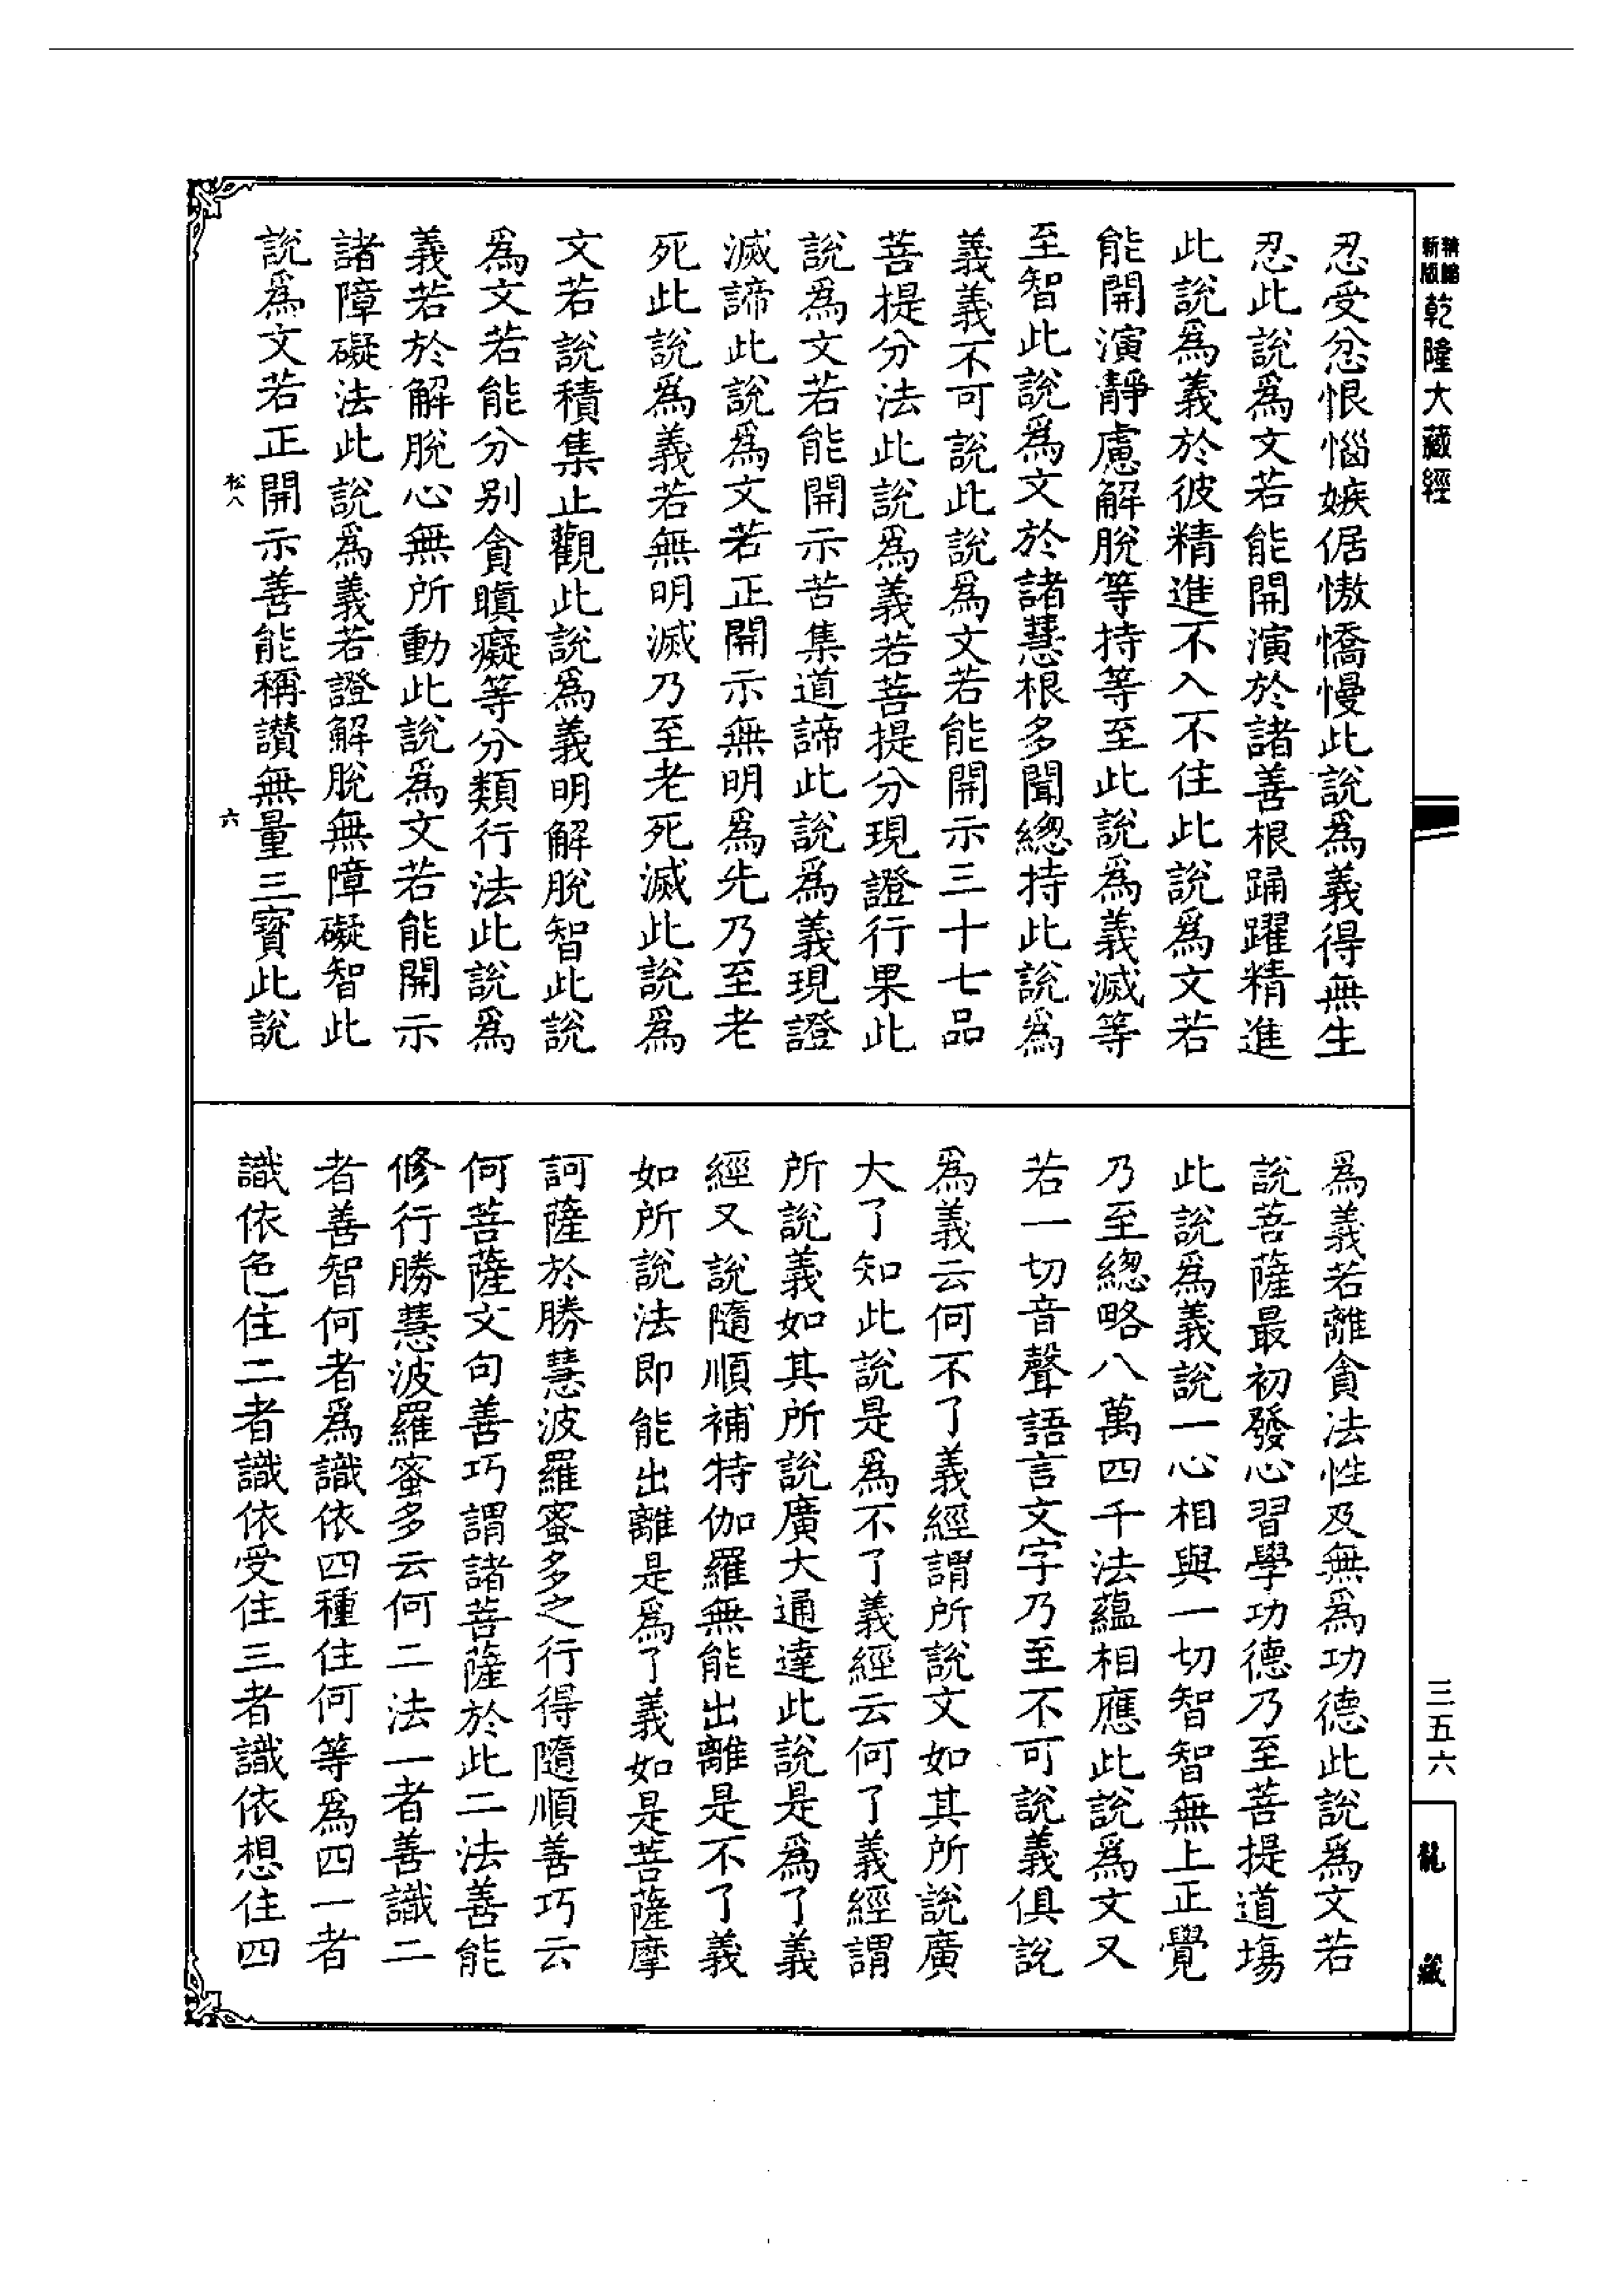 新版 精縮 乾隆大藏經
忍受忿恨惱嫉倨憿憍慢此說爲義得無生
忍此說爲文若能開演於諸善根踊躍精進
此說爲義於彼精進不入不住此說爲文若
能開演靜慮解脫等持等至此說爲義滅等
至智此說爲文於諸慧根多聞總持此說爲
義義不可說此說爲文若能開示三十七品
菩提分法此說爲義若菩提分現證行果此
說爲文若能開示苦集道諦此說爲義現證
滅諦此說爲文若正開示無明爲先乃至老
死此說爲義若無明滅乃至老死滅此說爲
文若說積集止觀此說爲義明解脫智此說
爲文若能分別貪瞋癡等分類行法此說爲
義若於解脫心無所動此說爲文若能開示
諸障礙法此說爲義若證解脫無障礙智此
說爲文若正開示善能稱讚無量三寶此說
松八 六
爲義若離貪法性及無爲功德此說爲文若
說菩薩最初發心習學功德乃至菩提道場
此說爲義說一心相與一切智智無上正覺
乃至總略八萬四千法蘊相應此說爲文又
若一切音聲語言文字乃至不可說義俱說
爲義云何不了義經謂所說文如其所說廣
大了知此說是爲不了義經云何了義經謂
所說義如其所說廣大通達此說是爲了義
經又說隨順補特伽羅無能出離是不了義
如所說法即能出離是爲了義如是菩薩摩
訶薩於勝慧波羅蜜多之行得隨順善巧云
何菩薩文句善巧謂諸菩薩於此二法善能
修行勝慧波羅蜜多云何二法一者善識二
者善智何者爲識依四種住何等爲四一者
識依色住二者識依受住三者識依想住四
三五六
龍藏